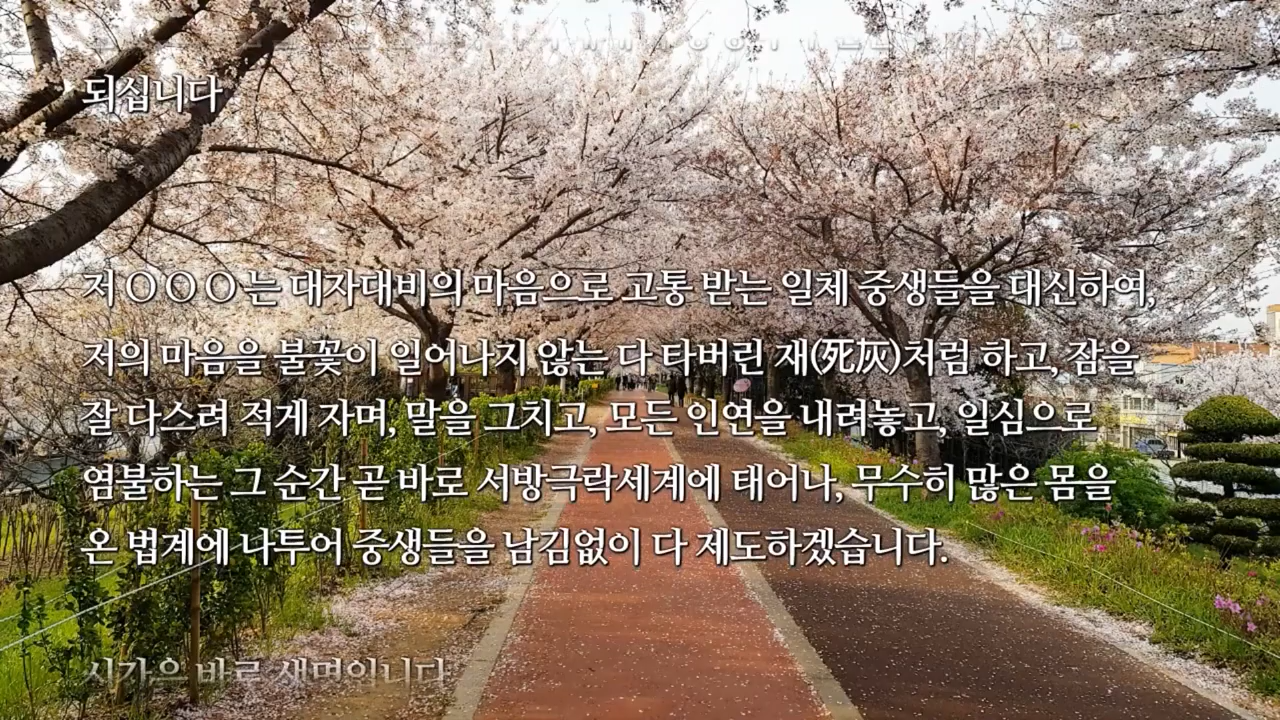 되십니다
저 ○ ○ ○ 는 대자대비의 마음으로 고통 받는 일체 중생들을 대신하여,
저의 마음을 불꽃이 일어나지 않는 다 타버린 재(死灰)처럼 하고, 잠을
잘 다스려 적게 자며, 말을 그치고, 모든 인연을 내려놓고, 일심으로
염불하는 그 순간 곧 바로 서방극락세계에 태어나, 무수히 많은 몸을
온 법계에 나투어 중생들을 남김없이 다 제도하겠습니다.
시간은 바로 생명입니다